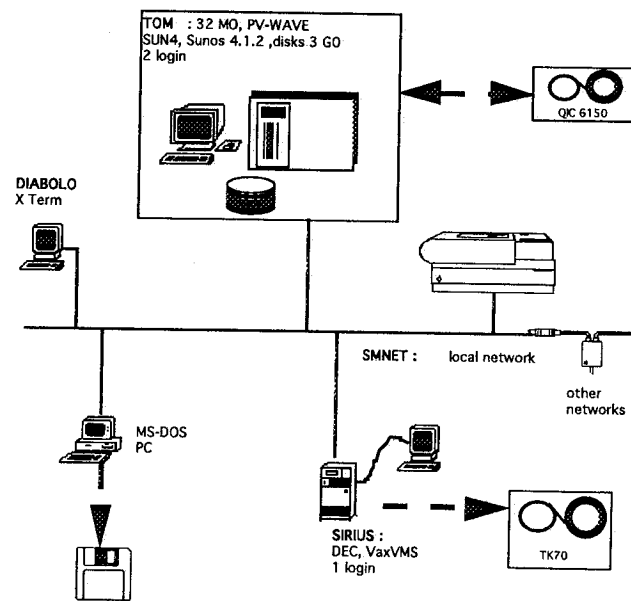 TOM : 32 MO, PV-WAVE
SUN4, Sunos 4.1.2 ,disks 3 GO
2 login
QIC 6150
DIABOLO
X Term
SMNET : local network
other
networks
MS-DOS
PC
SIRIUS :
DEC, VaxVMS
1 login
TK70